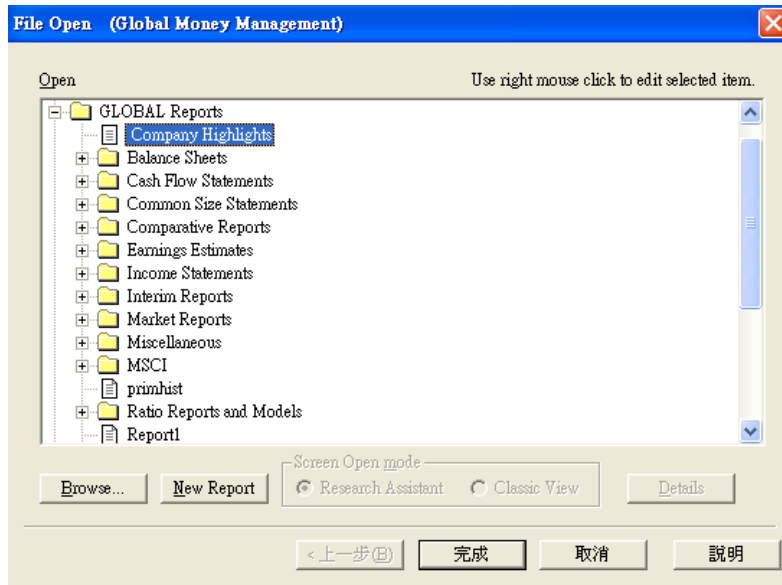 File Open (Global Money Management)
Open Use right mouse click to edit selected item.
GLOBAL Reports
Company Highlights
Balance Sheets
Cash Flow Statements
Common Size Statements
Comparative Reports
Earnings Estimates
Income Statements
Interim Reports
Market Reports
Miscellaneous
MSCI
primhist
Ratio Reports and Models
Report1
Screen Open mode
Browse... New Report Research Assistant Classic View Details
<上一步(B) 完成 取消 說明